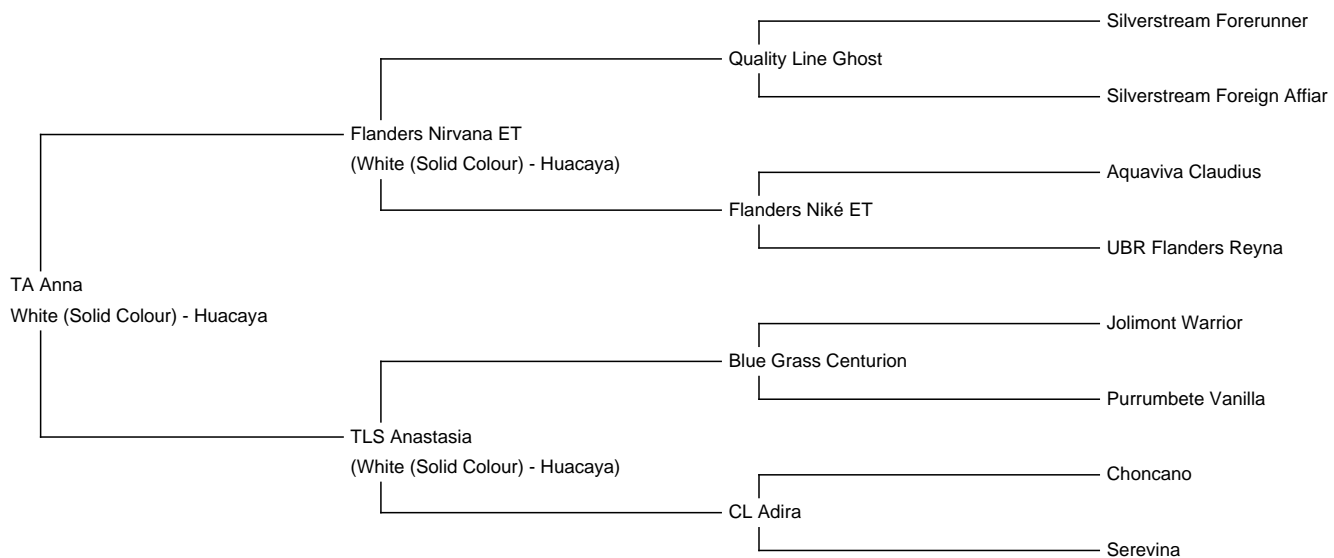 Silverstream Forerunner
Quality Line Ghost
Silverstream Foreign Affiar
Flanders Nirvana ET
(White (Solid Colour) - Huacaya)
Aquaviva Claudius
Flanders Niké ET
UBR Flanders Reyna
TA Anna
White (Solid Colour) - Huacaya
Jolimont Warrior
Blue Grass Centurion
Purrumbete Vanilla
TLS Anastasia
(White (Solid Colour) - Huacaya)
Choncano
CL Adira
Serevina